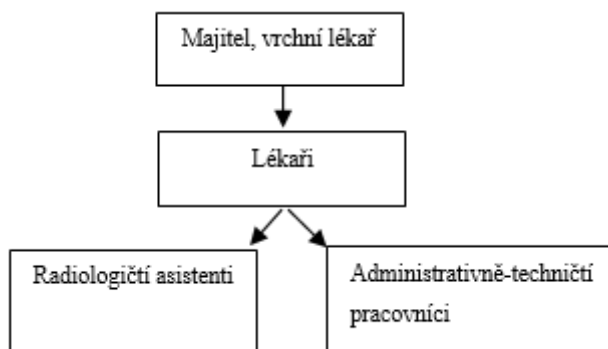 Majitel, vrchní lékař
Lékaři
Radiologičtí asistenti
Administrativně-techničtí
pracovníci